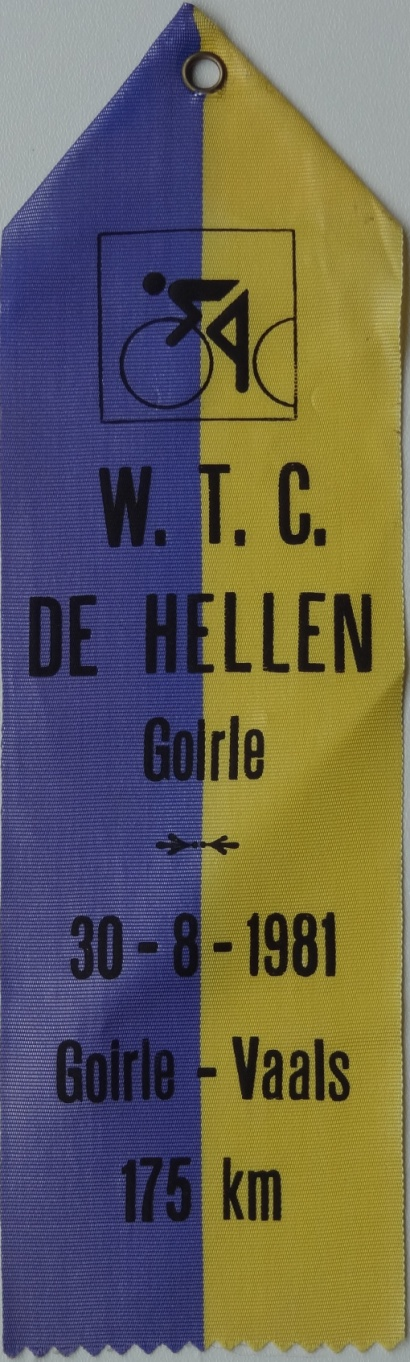 W. T. C.
DE HELLEN
Goirle
30 - 8 - 1981
Goirle - Vaals
175 km